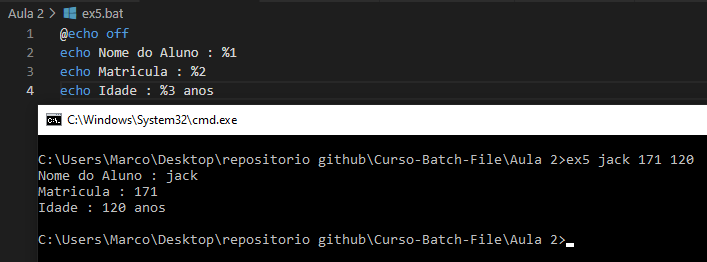 Aula 2 > ex5.bat
1 @echo off
2 echo Nome do Aluno : %1
3 echo Matricula : %2
4 echo Idade : %3 anos
C:\Windows\System32\cmd.exe
C:\Users\Marco\Desktop\repositorio github\Curso-Batch-File\Aula 2>ex5 jack 171 120
Nome do Aluno : jack
Matricula : 171
Idade : 120 anos
C:\Users\Marco\Desktop\repositorio github\Curso-Batch-File\Aula 2>